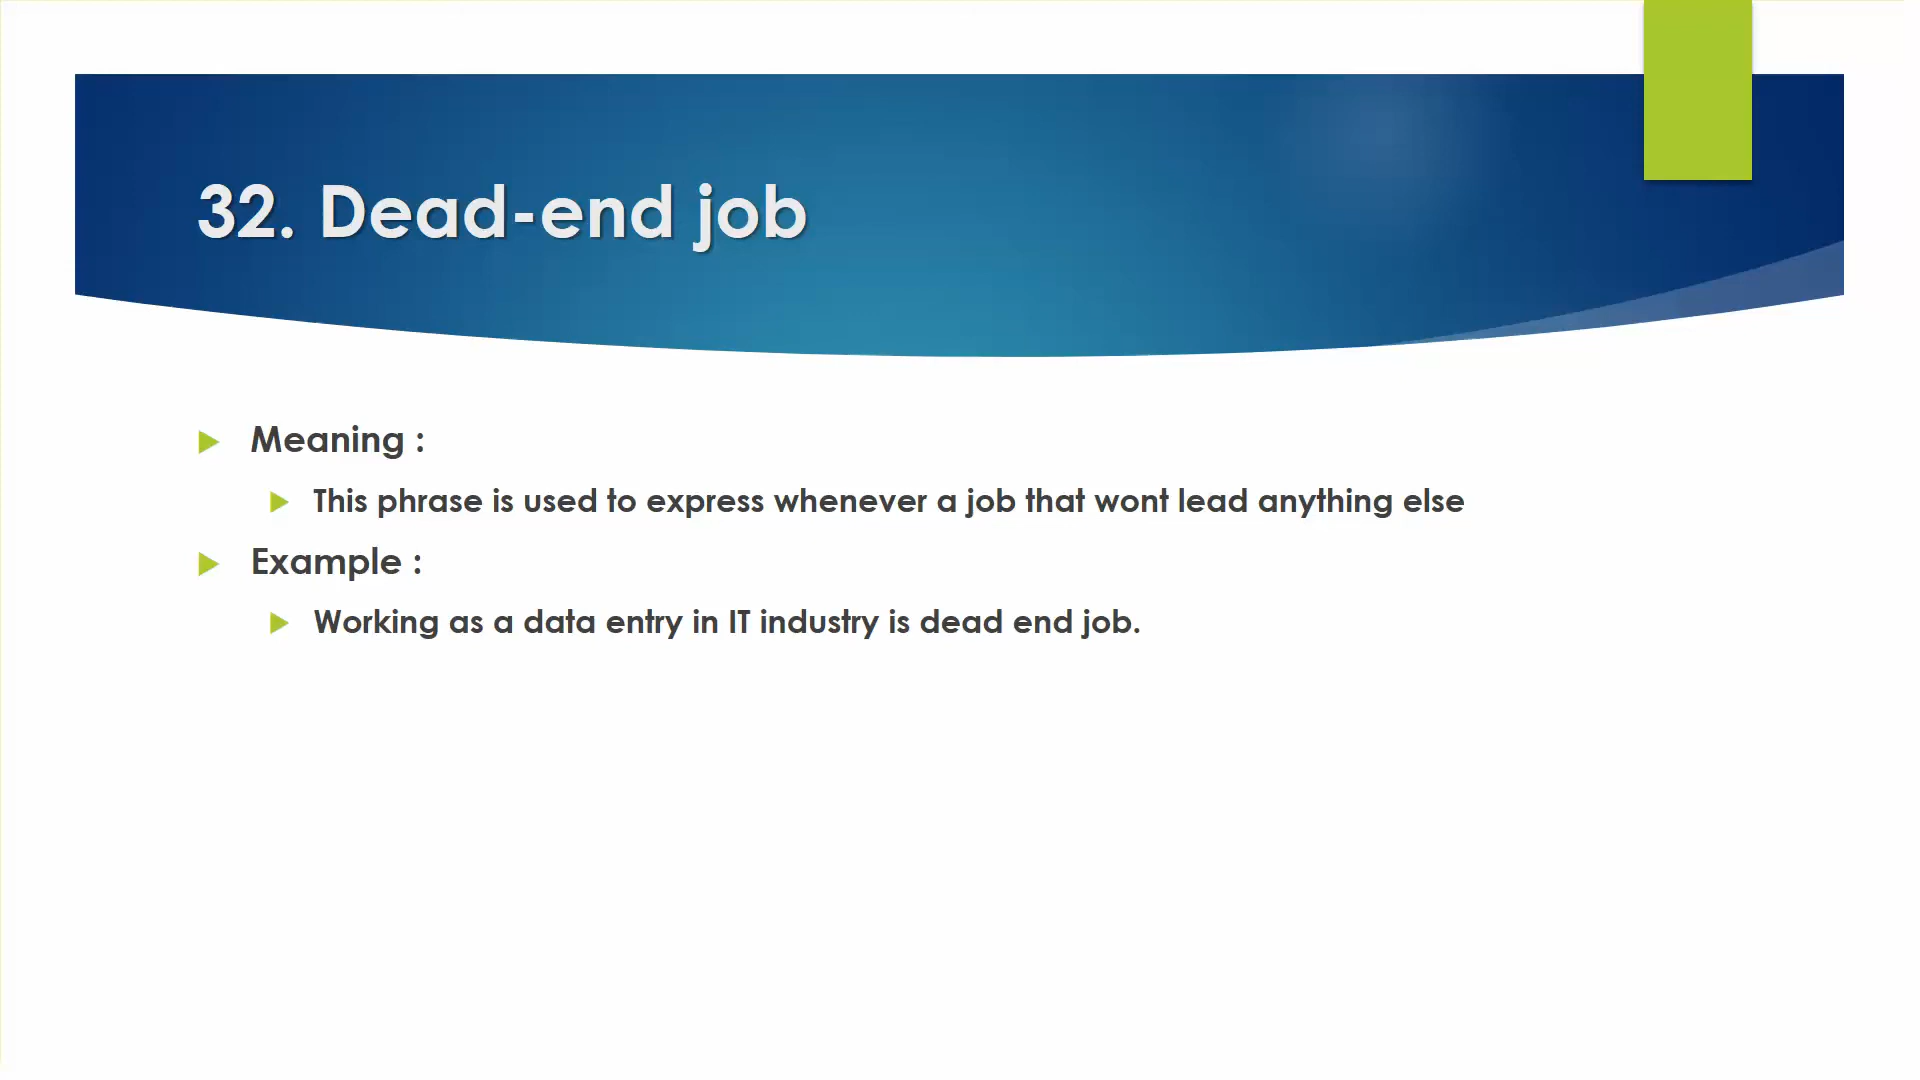 32. Dead-end job
Meaning :
This phrase is used to express whenever a job that wont lead anything else
Example :
Working as a data entry in IT industry is dead end job.